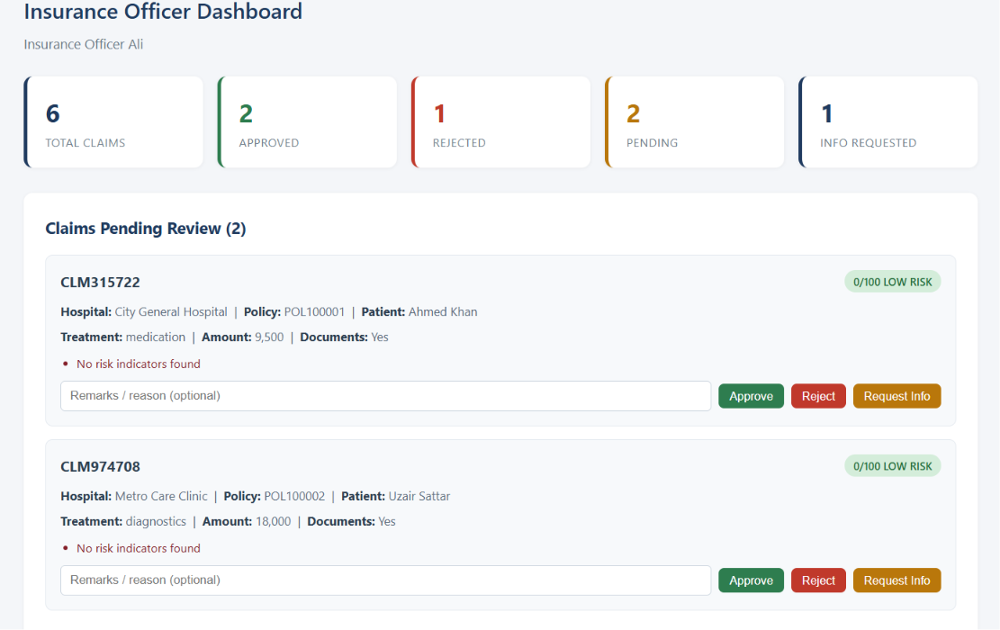 Insurance Officer Dashboard
Insurance Officer Ali
6
TOTAL CLAIMS
2
APPROVED
1
REJECTED
2
PENDING
1
INFO REQUESTED
Claims Pending Review (2)
CLM315722
0/100 LOW RISK
Hospital: City General Hospital | Policy: POL100001 | Patient: Ahmed Khan
Treatment: medication | Amount: 9,500 | Documents: Yes
• No risk indicators found
Remarks / reason (optional)
Approve
Reject
Request Info
CLM974708
0/100 LOW RISK
Hospital: Metro Care Clinic | Policy: POL100002 | Patient: Uzair Sattar
Treatment: diagnostics | Amount: 18,000 | Documents: Yes
• No risk indicators found
Remarks / reason (optional)
Approve
Reject
Request Info